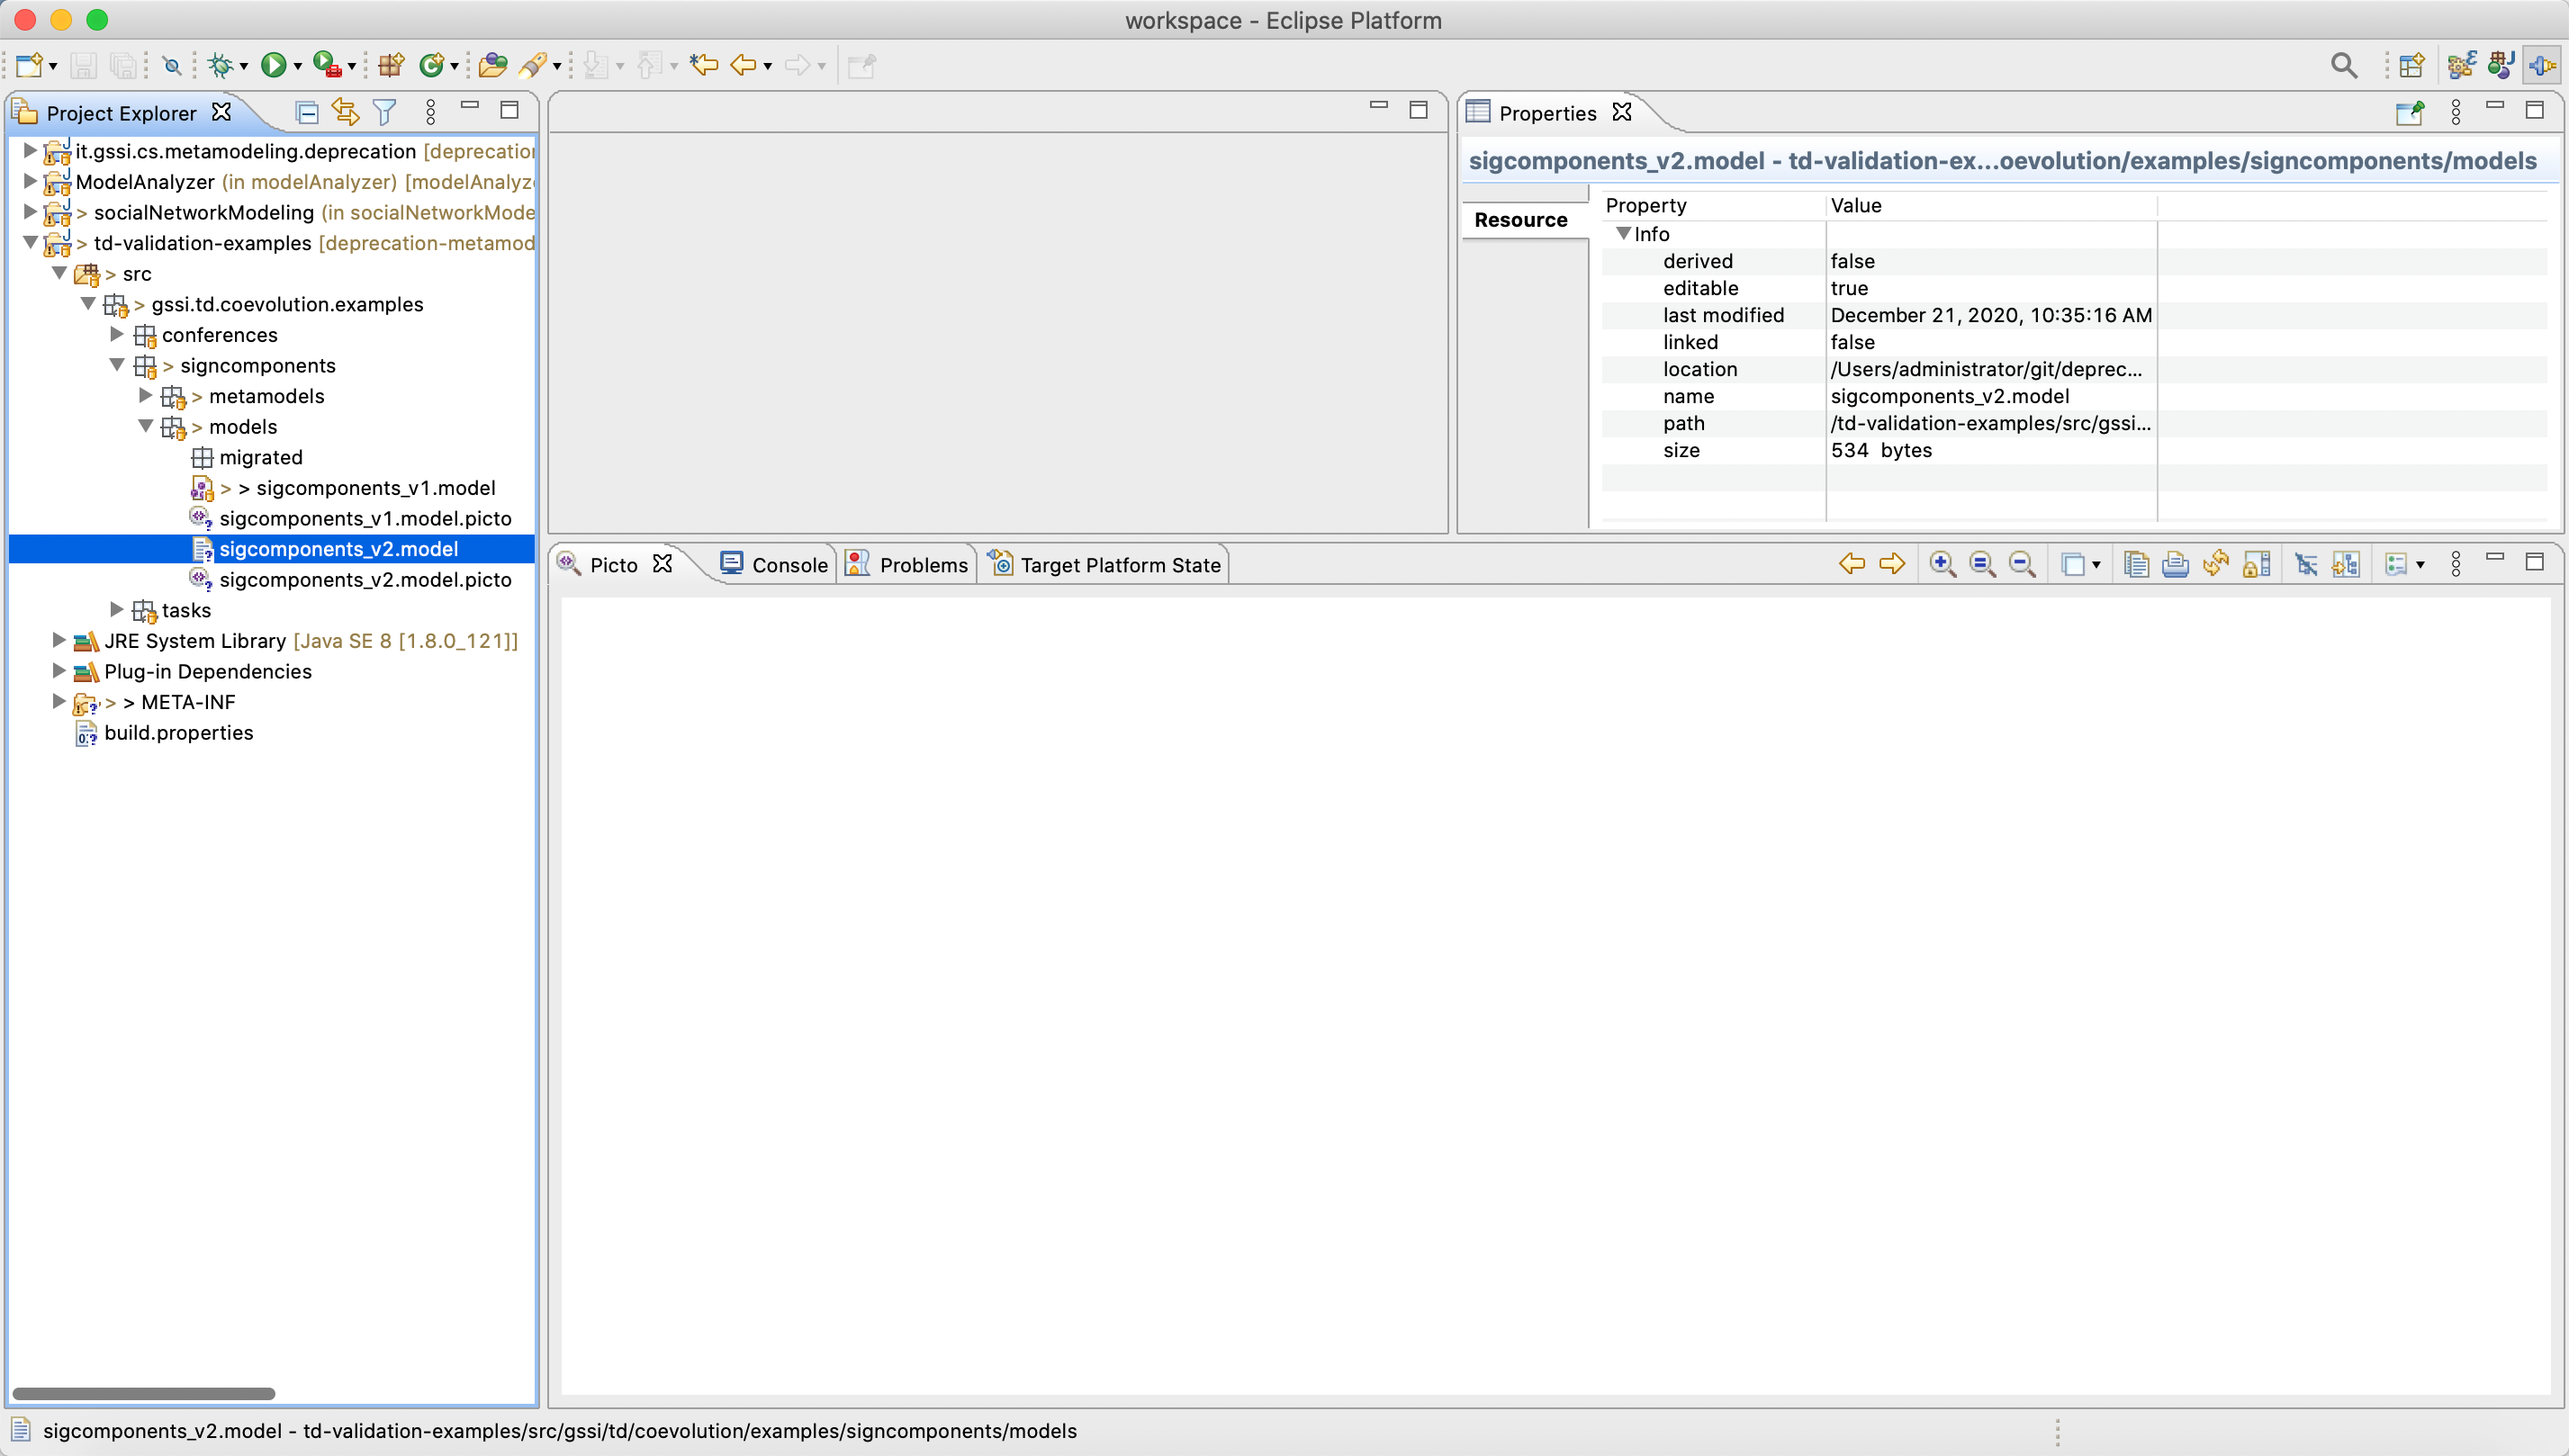 workspace - Eclipse Platform
Project Explorer
it.gssi.cs.metamodeling.deprecation [deprecation
ModelAnalyzer (in modelAnalyzer) [modelAnalyz
> socialNetworkModeling (in socialNetworkMode
> td-validation-examples [deprecation-metamod
> src
> gssi.td.coevolution.examples
conferences
> signcomponents
> metamodels
> models
migrated
> > sigcomponents_v1.model
sigcomponents_v1.model.picto
sigcomponents_v2.model
sigcomponents_v2.model.picto
tasks
JRE System Library [Java SE 8 [1.8.0_121]]
Plug-in Dependencies
> > META-INF
build.properties
Properties
sigcomponents_v2.model - td-validation-ex...oevolution/examples/signcomponents/models
Resource
Property Value
Info
derived false
editable true
last modified December 21, 2020, 10:35:16 AM
linked false
location /Users/administrator/git/deprec...
name sigcomponents_v2.model
path /td-validation-examples/src/gssi...
size 534 bytes
Picto Console Problems Target Platform State
sigcomponents_v2.model - td-validation-examples/src/gssi/td/coevolution/examples/signcomponents/models